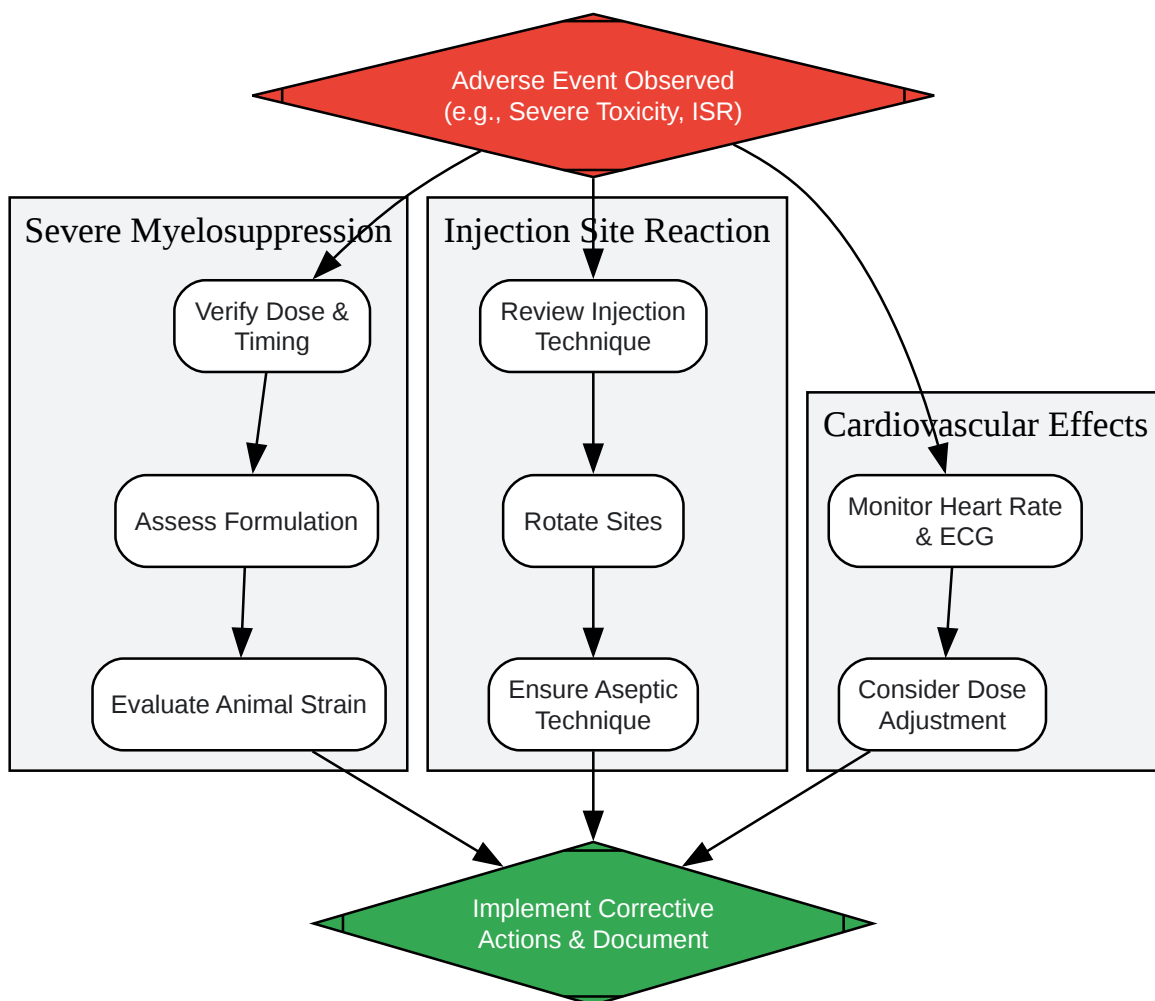 Adverse Event Observed
(e.g., Severe Toxicity, ISR)
Severe Myelosuppression
Verify Dose &
Timing
Assess Formulation
Evaluate Animal Strain
Injection Site Reaction
Review Injection
Technique
Rotate Sites
Ensure Aseptic
Technique
Cardiovascular Effects
Monitor Heart Rate
& ECG
Consider Dose
Adjustment
Implement Corrective
Actions & Document